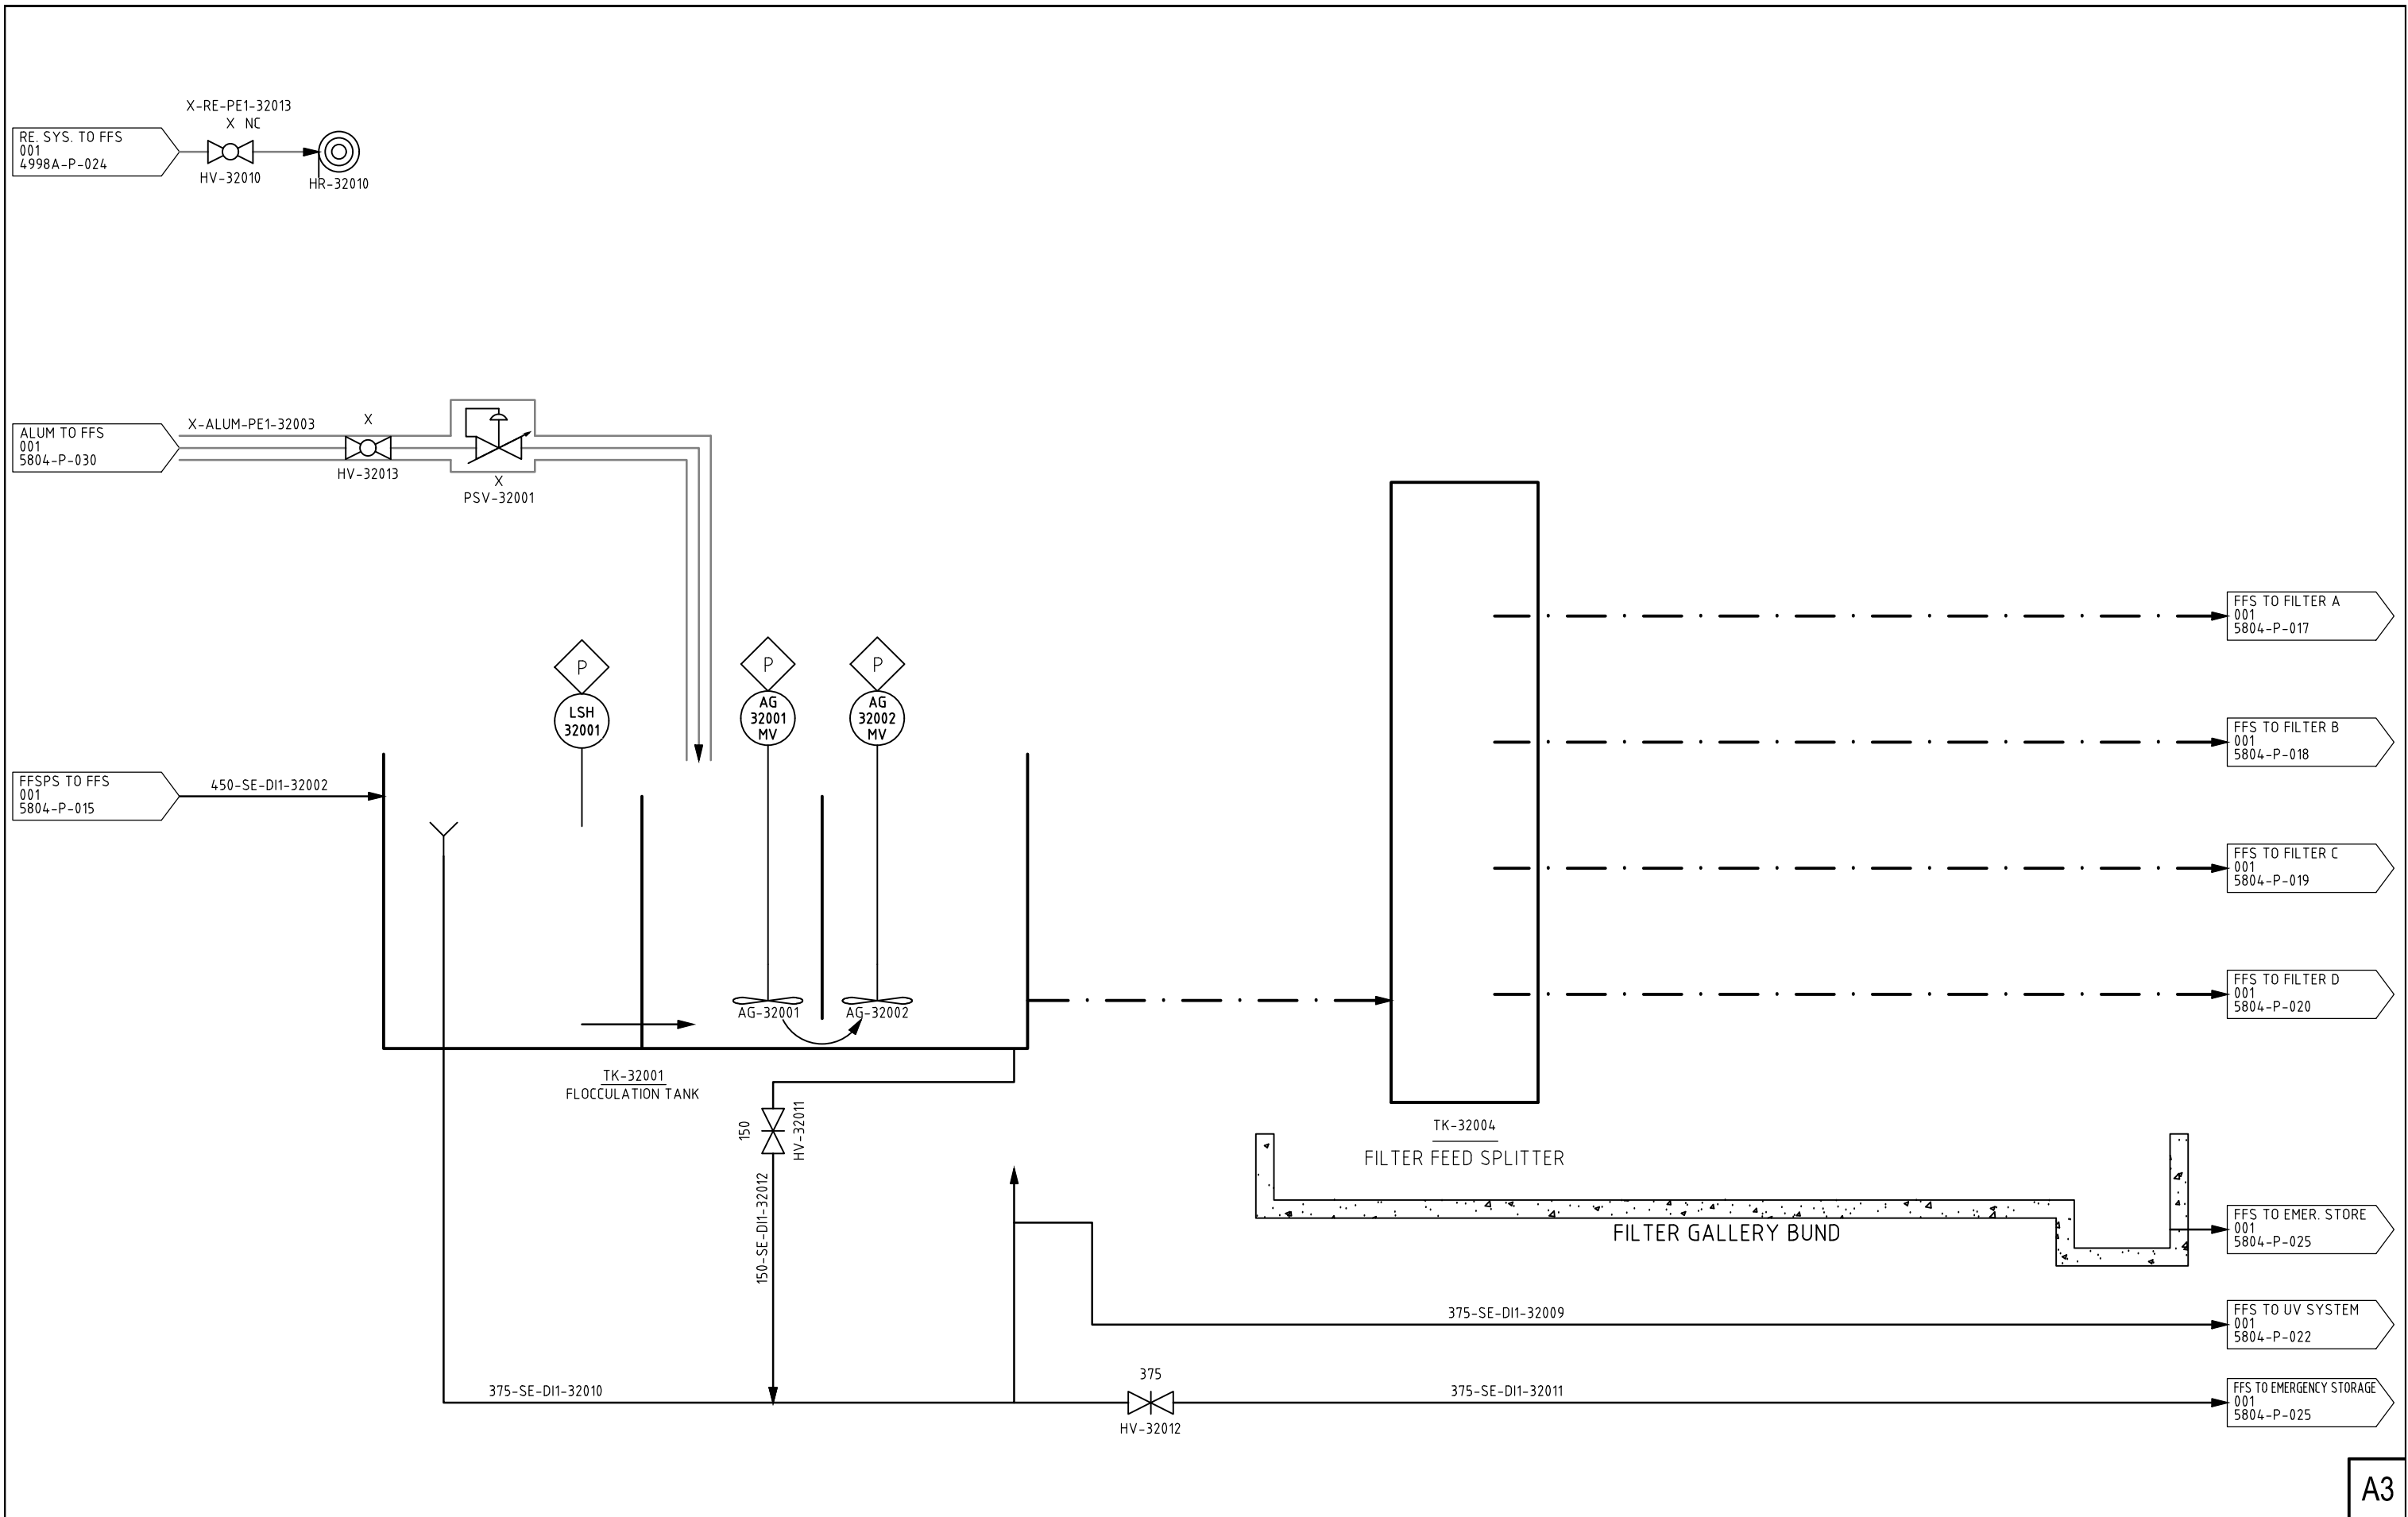 X-RE-PE1-32013
X NC
RE. SYS. TO FFS
001
4998A-P-024
HV-32010
HR-32010
X-ALUM-PE1-32003
X
ALUM TO FFS
001
5804-P-030
HV-32013
X
PSV-32001
FFS TO FILTER A
001
5804-P-017
P
P
P
LSH
32001
AG
32001
MV
AG
32002
MV
FFS TO FILTER B
001
5804-P-018
FFSPS TO FFS
001
5804-P-015
450-SE-DI1-32002
FFS TO FILTER C
001
5804-P-019
FFS TO FILTER D
001
5804-P-020
AG-32001
AG-32002
TK-32001
FLOCCULATION TANK
150
HV-32011
150-SE-DI1-32012
TK-32004
FILTER FEED SPLITTER
FILTER GALLERY BUND
FFS TO EMER. STORE
001
5804-P-025
375-SE-DI1-32009
FFS TO UV SYSTEM
001
5804-P-022
375-SE-DI1-32010
375
HV-32012
375-SE-DI1-32011
FFS TO EMERGENCY STORAGE
001
5804-P-025
A3